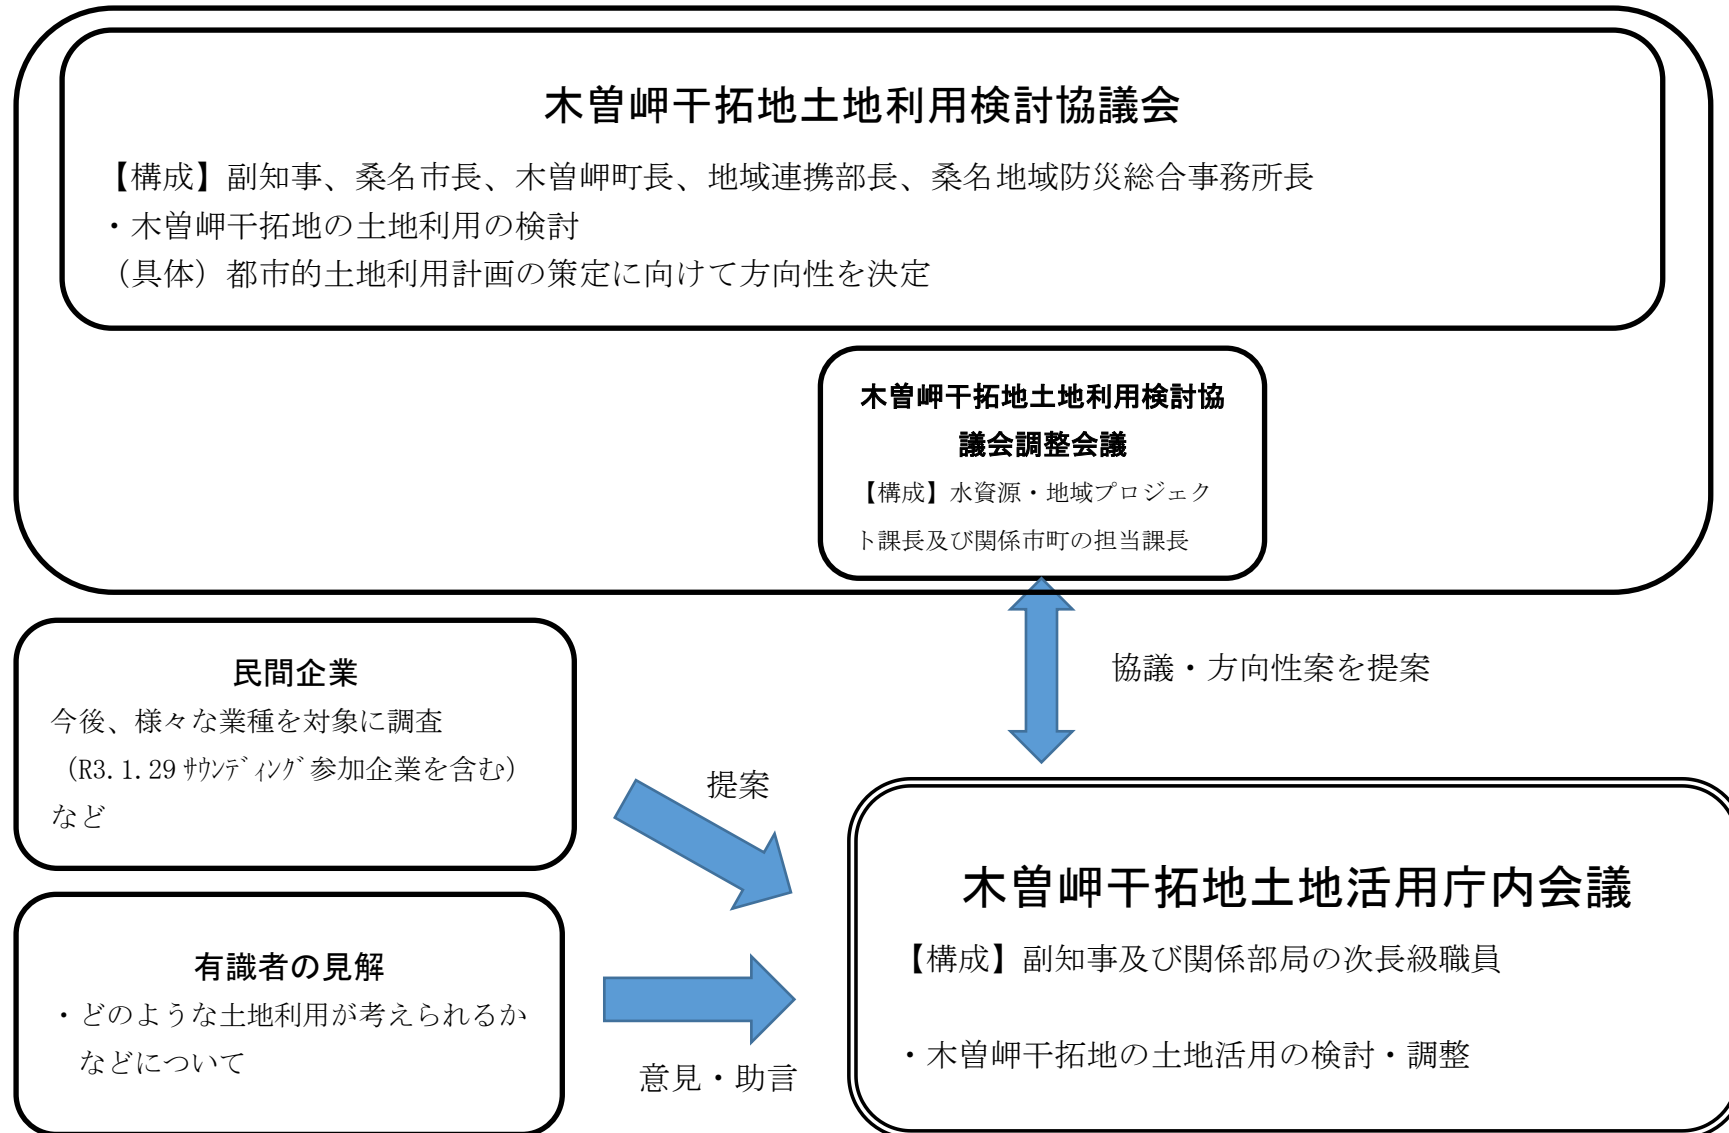 木曽岬干拓地土地利用検討協議会
【構成】副知事、桑名市長、木曽岬町長、地域連携部長、桑名地域防災総合事務所長
・木曽岬干拓地の土地利用の検討
（具体）都市的土地利用計画の策定に向けて方向性を決定
木曽岬干拓地土地利用検討協
議会調整会議
【構成】水資源・地域プロジェク
ト課長及び関係市町の担当課長
協議・方向性案を提案
民間企業
今後、様々な業種を対象に調査
（R3.1.29 ｻｳﾝﾃﾞｨﾝｸﾞ参加企業を含む）
など
提案
有識者の見解
・どのような土地利用が考えられるか
などについて
意見・助言
木曽岬干拓地土地活用庁内会議
【構成】副知事及び関係部局の次長級職員
・木曽岬干拓地の土地活用の検討・調整